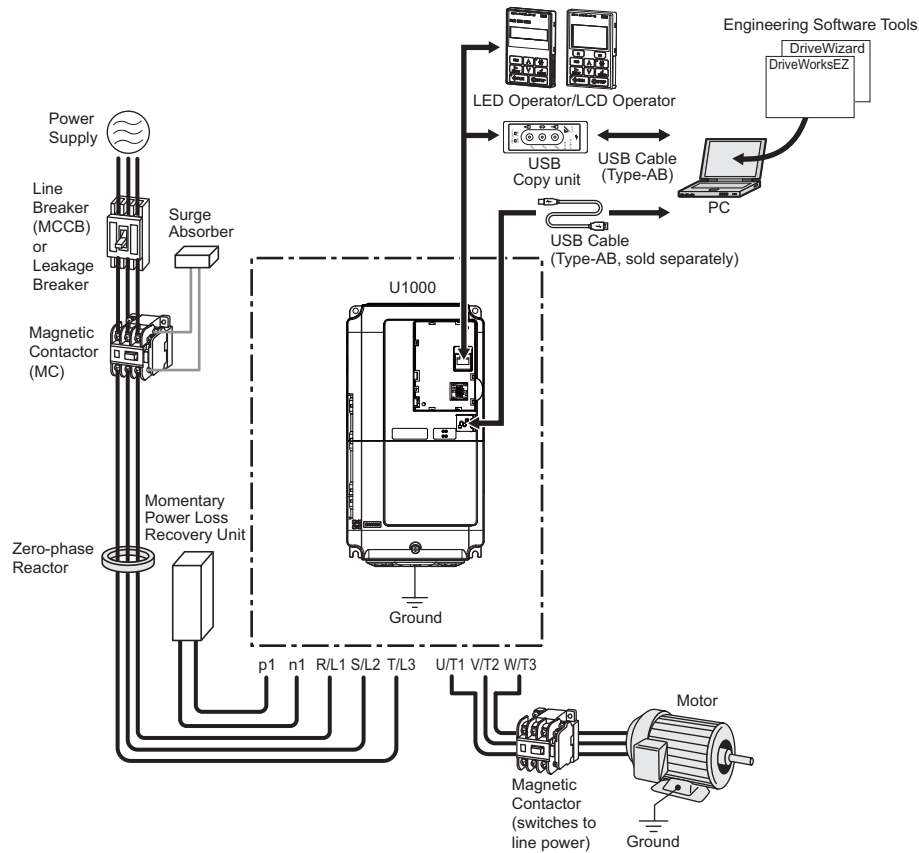 Engineering Software Tools
DriveWizard
DriveWorksEZ
LED Operator/LCD Operator
Power
Supply
USB
Copy unit
USB Cable
(Type-AB)
PC
Line
Breaker
(MCCB)
or
Leakage
Breaker
Surge
Absorber
USB Cable
(Type-AB, sold separately)
U1000
Magnetic
Contactor
(MC)
Momentary
Power Loss
Recovery Unit
Zero-phase
Reactor
Ground
p1 n1 R/L1 S/L2 T/L3 U/T1 V/T2 W/T3
Motor
Magnetic
Contactor
(switches to
line power)
Ground